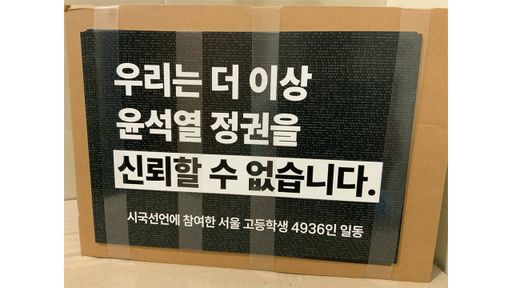 우리는 더 이상
윤석열 정권을
신뢰할 수 없습니다.
시국선언에 참여한 서울 고등학생 4936인 일동